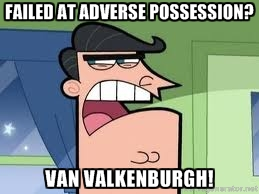 FAILED AT ADVERSE POSSESSION?
VAN VALKENBURGH!